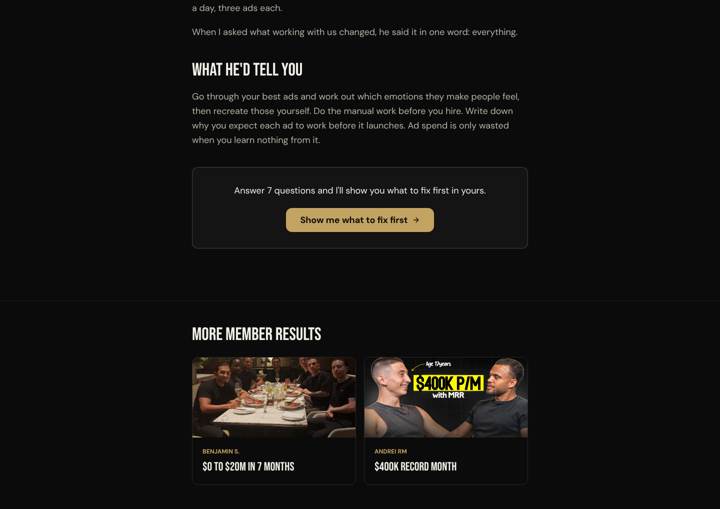 a day, three ads each.
When I asked what working with us changed, he said it in one word: everything.
WHAT HE'D TELL YOU
Go through your best ads and work out which emotions they make people feel,
then recreate those yourself. Do the manual work before you hire. Write down
why you expect each ad to work before it launches. Ad spend is only wasted
when you learn nothing from it.
Answer 7 questions and I'll show you what to fix first in yours.
Show me what to fix first →
MORE MEMBER RESULTS
Age 17years
$400K P/M
with MRR
BENJAMIN S.
$0 TO $20M IN 7 MONTHS
ANDREI RM
$400K RECORD MONTH